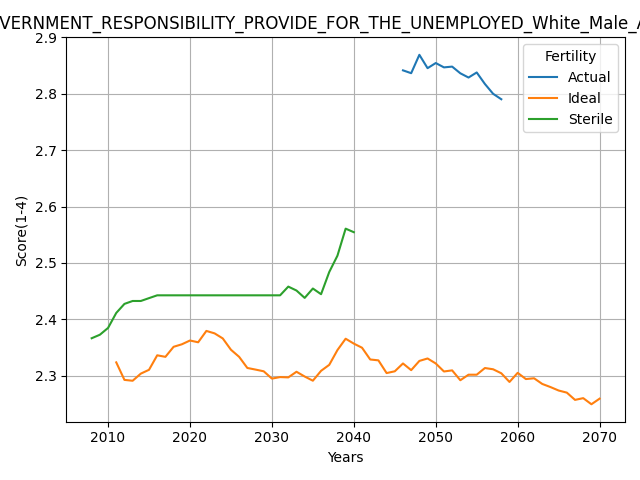 VERNMENT_RESPONSIBILITY_PROVIDE_FOR_THE_UNEMPLOYED_White_Male_
2.9
2.8
2.7
2.6
2.5
2.4
2.3
Score(1-4)
Fertility
Actual
Ideal
Sterile
2010
2020
2030
2040
2050
2060
2070
Years